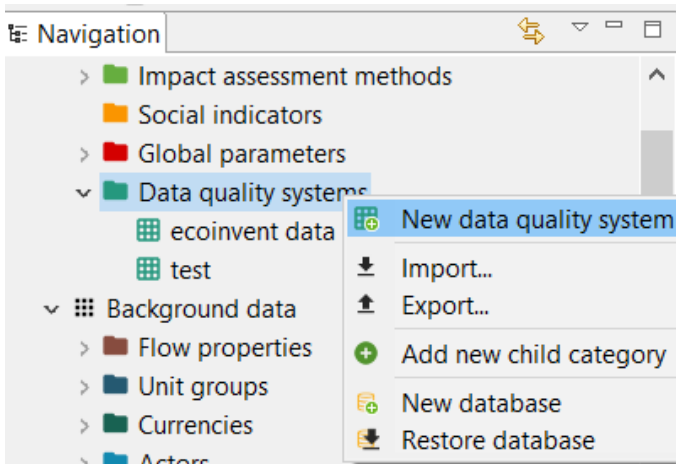 Navigation
Impact assessment methods
Social indicators
Global parameters
Data quality systems
New data quality system
ecoinvent data
test
Import...
Export...
Background data
Flow properties
Add new child category
Unit groups
New database
Currencies
Restore database
Actors